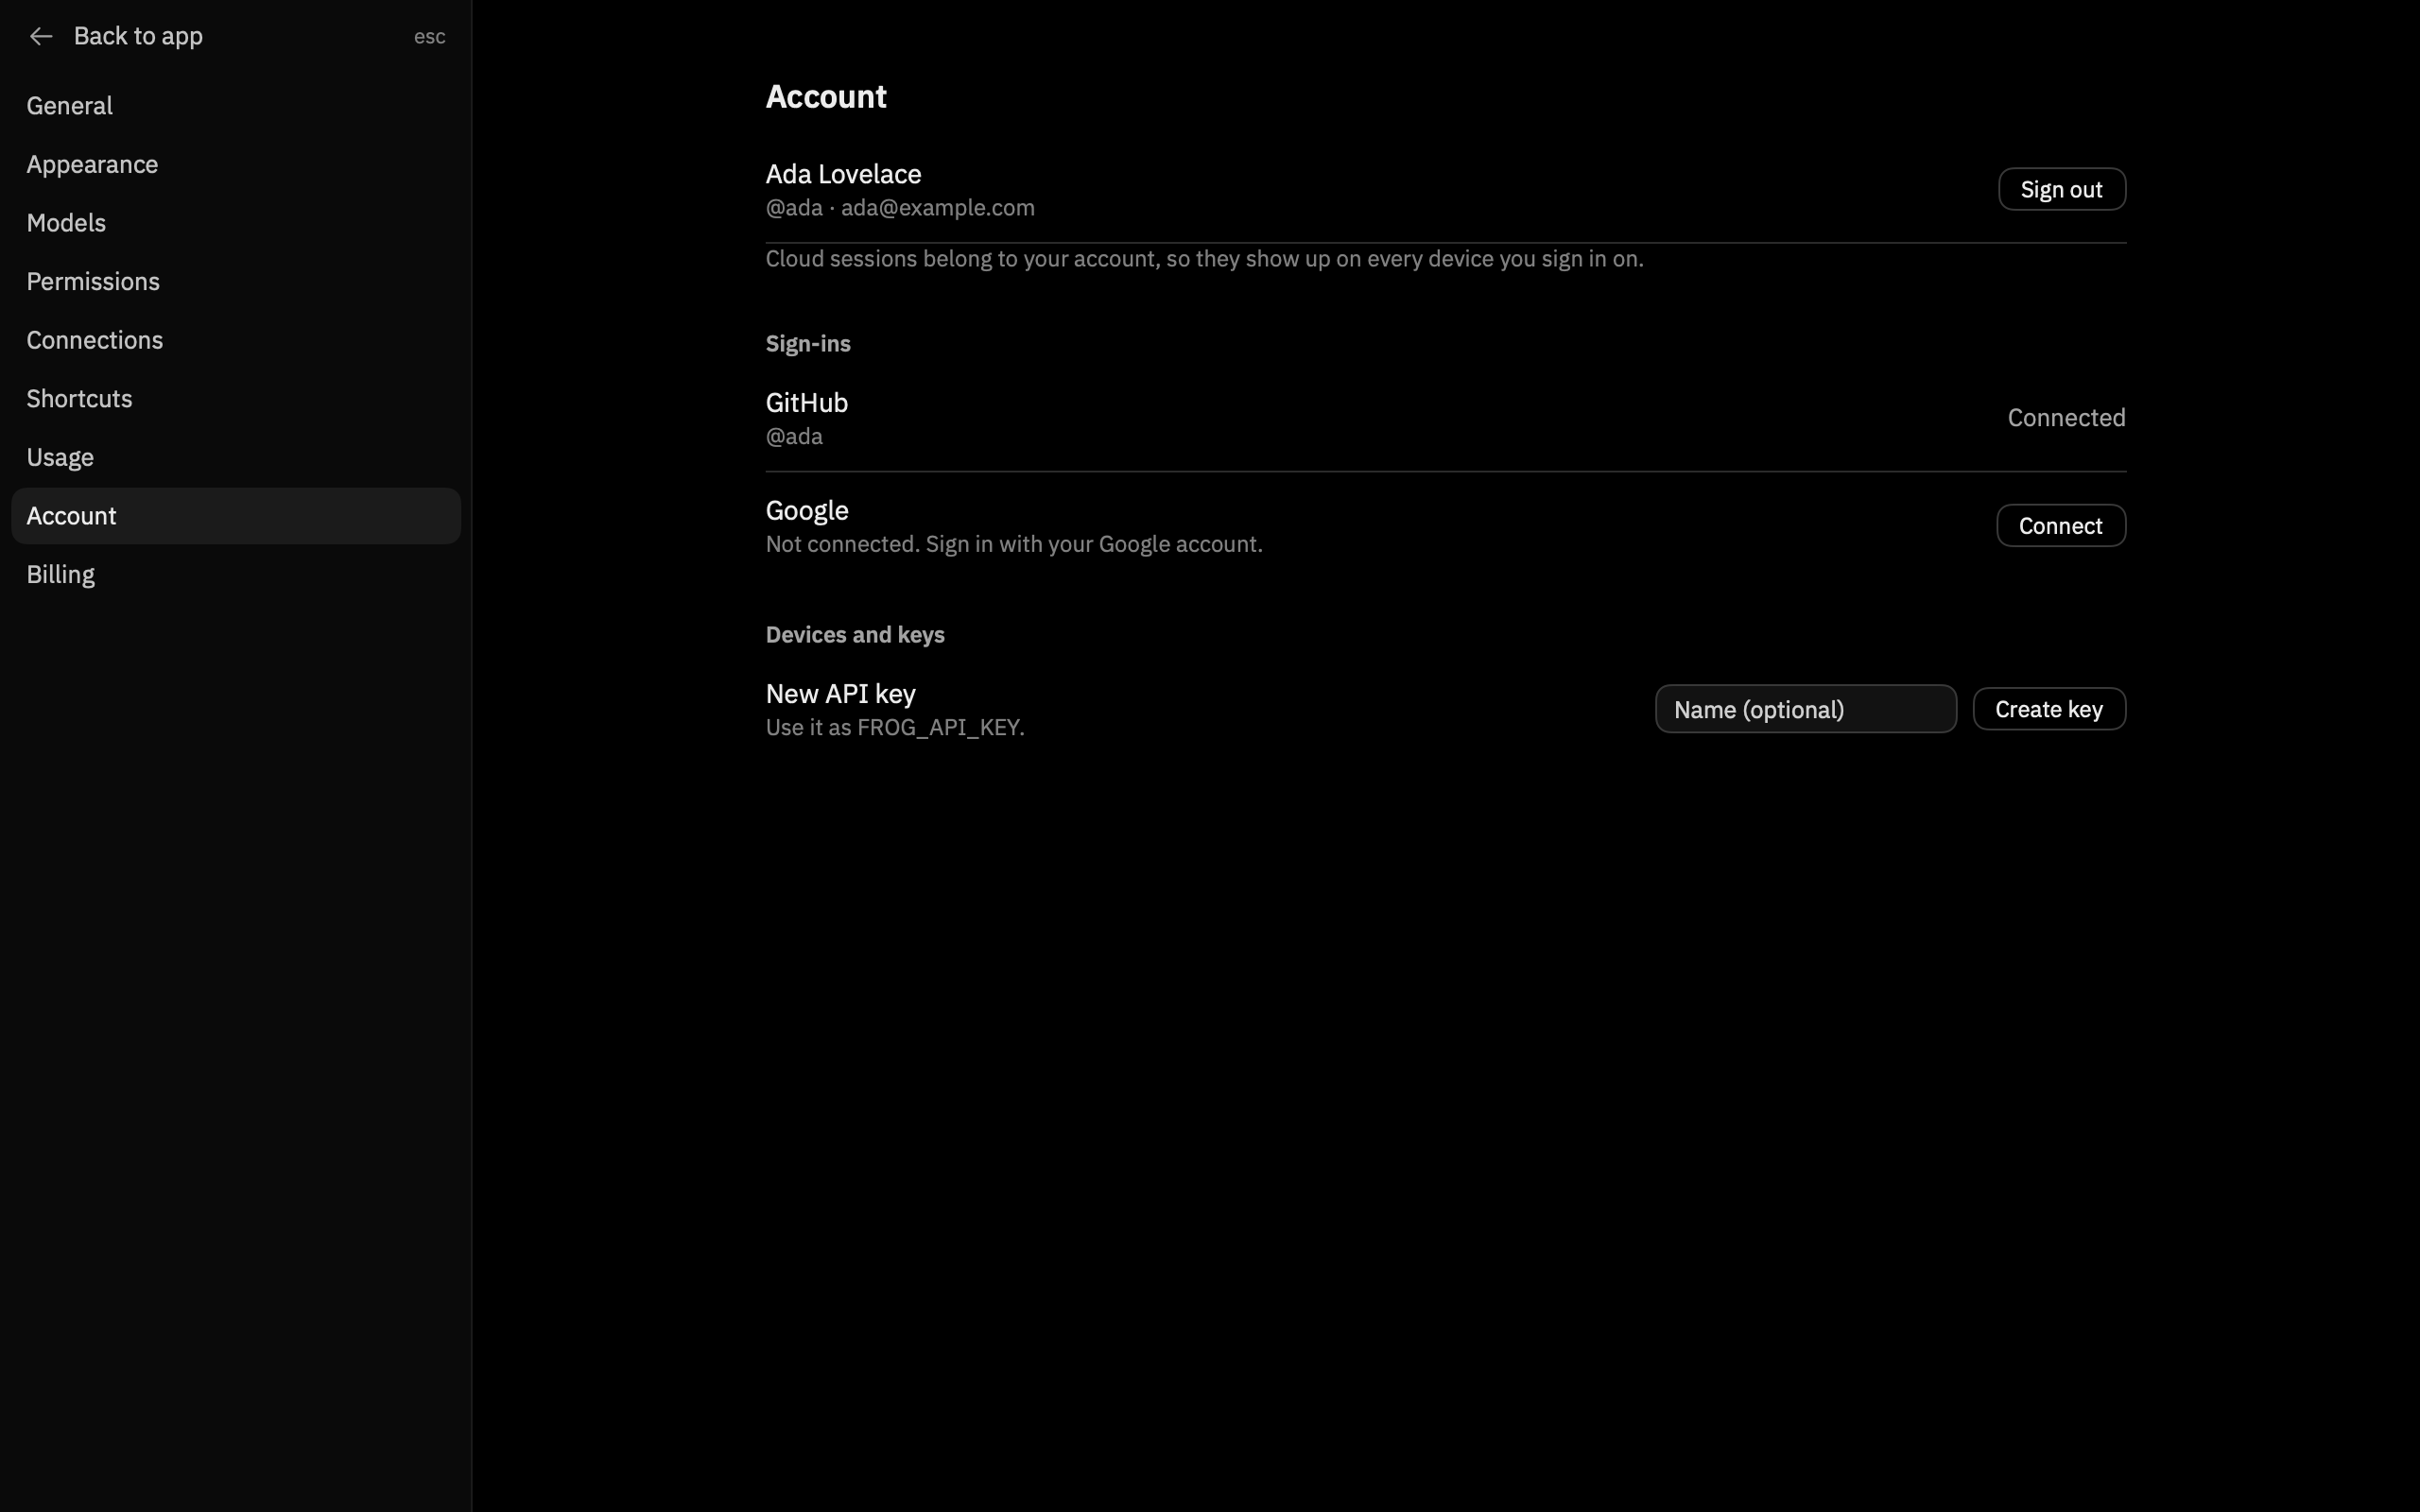 Back to app
esc
General
Appearance
Models
Permissions
Connections
Shortcuts
Usage
Account
Billing
Account
Ada Lovelace
@ada · ada@example.com
Sign out
Cloud sessions belong to your account, so they show up on every device you sign in on.
Sign-ins
GitHub
@ada
Connected
Google
Not connected. Sign in with your Google account.
Connect
Devices and keys
New API key
Use it as FROG_API_KEY.
Name (optional)
Create key